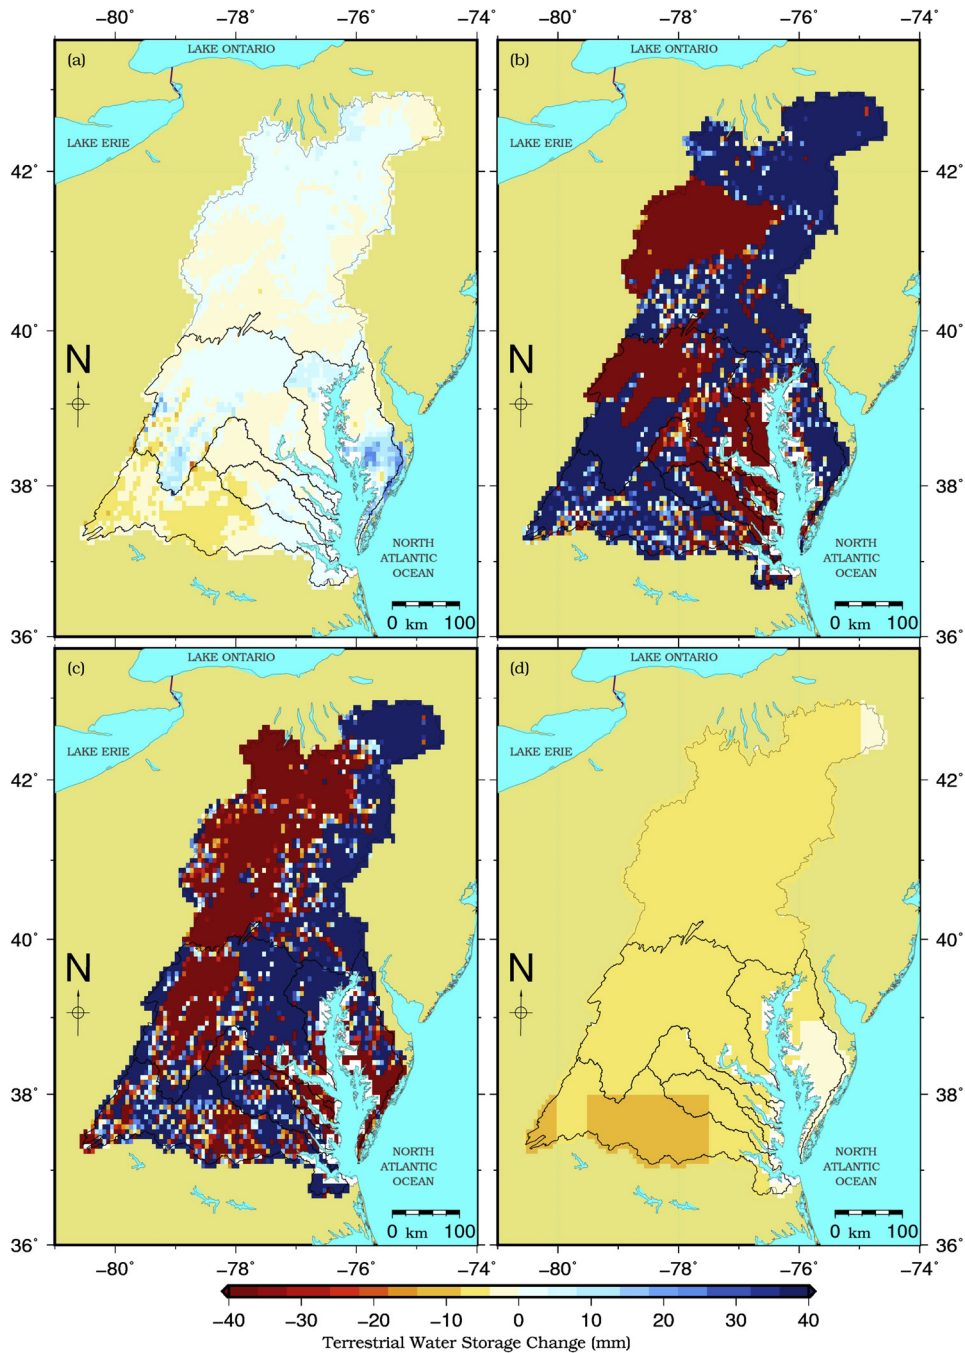 −80° −78° −76° −80° −78° −76° −74°
(a) LAKE ONTARIO
(b) LAKE ONTARIO
LAKE ERIE
LAKE ERIE
42°
42°
40°
40°
N
N
38°
38°
NORTH
ATLANTIC
OCEAN
NORTH
ATLANTIC
OCEAN
0 km 100
0 km 100
36°
36°
(c) LAKE ONTARIO
(d) LAKE ONTARIO
LAKE ERIE
LAKE ERIE
42°
42°
40°
40°
N
N
38°
38°
NORTH
ATLANTIC
OCEAN
NORTH
ATLANTIC
OCEAN
0 km 100
0 km 100
36°
36°
−80° −78° −76° −74° −80° −78° −76° −74°
−40 −30 −20 −10 0 10 20 30 40
Terrestrial Water Storage Change (mm)